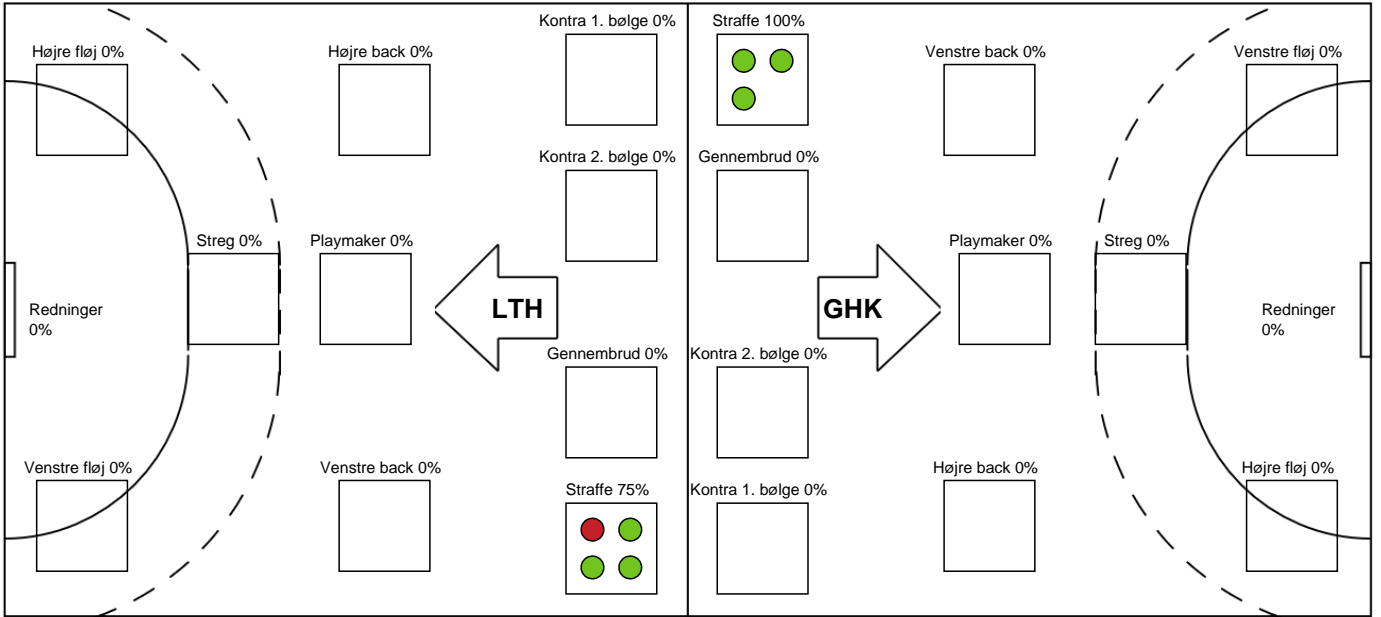 Kontra 1. bølge 0%
Straffe 100%
Højre fløj 0%
Højre back 0%
Venstre back 0%
Venstre fløj 0%
Kontra 2. bølge 0%
Gennembrud 0%
Streg 0%
Playmaker 0%
Playmaker 0%
Streg 0%
LTH
GHK
Redninger
0%
Redninger
0%
Gennembrud 0%
Kontra 2. bølge 0%
Venstre fløj 0%
Venstre back 0%
Højre back 0%
Højre fløj 0%
Straffe 75%
Kontra 1. bølge 0%